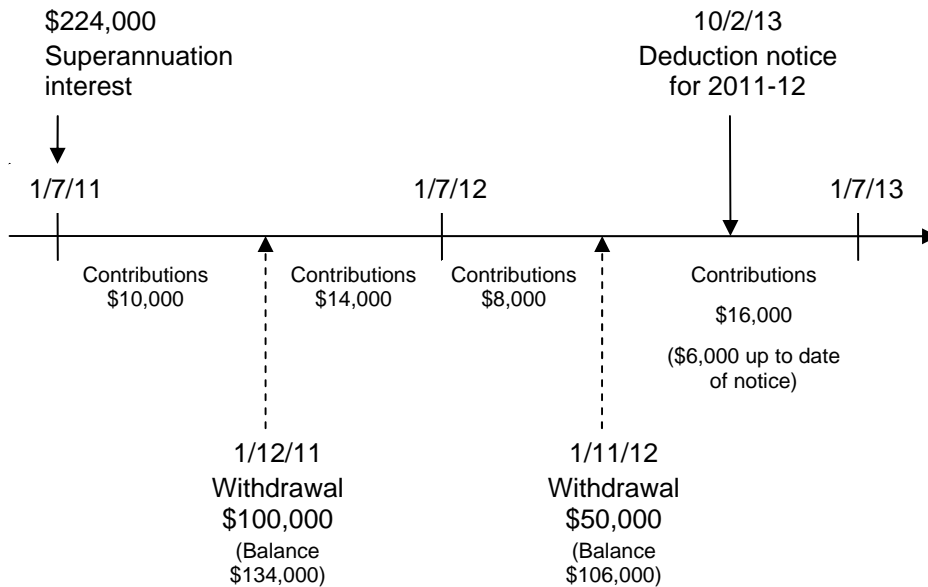 $224,000
Superannuation
interest
10/2/13
Deduction notice
for 2011-12
1/7/11
1/7/12
1/7/13
Contributions
$10,000
Contributions
$14,000
Contributions
$8,000
Contributions
$16,000
($6,000 up to date
of notice)
1/12/11
Withdrawal
$100,000
(Balance
$134,000)
1/11/12
Withdrawal
$50,000
(Balance
$106,000)